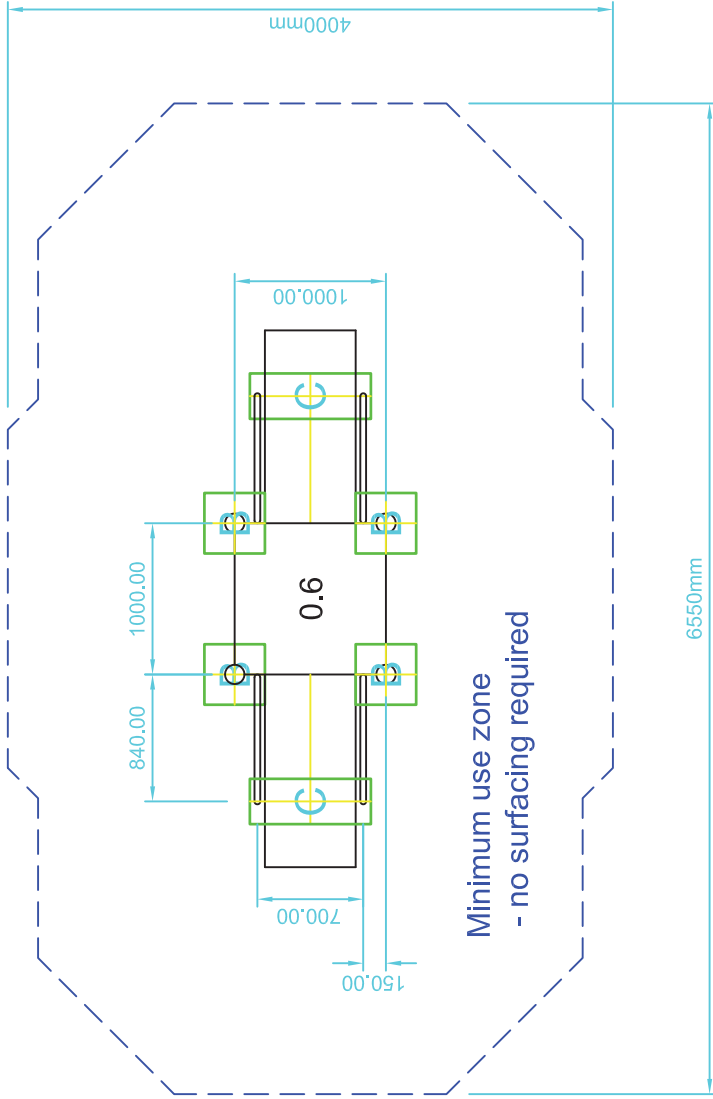 4000mm
1000.00
C
B
B
1000.00
0.6
B
B
840.00
C
700.00
150.00
6550mm
Minimum use zone
- no surfacing required